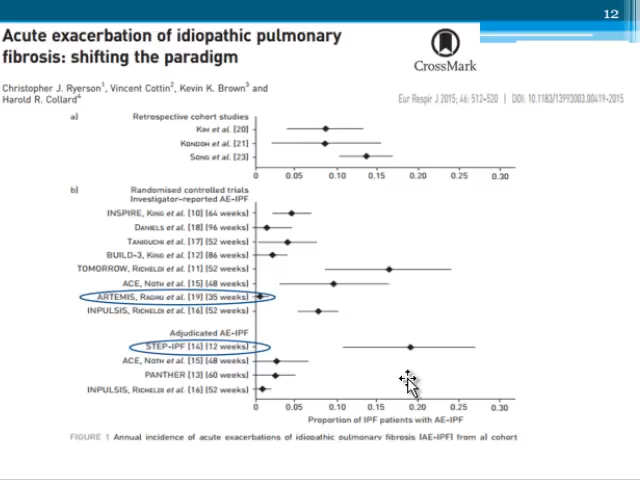 12
Acute exacerbation of idiopathic pulmonary
fibrosis: shifting the paradigm
CrossMark
Christopher J. Ryerson1, Vincent Cottin2, Kevin K. Brown3 and
Harold R. Collard4
Eur Respir J 2015; 46: 512–520 | DOI: 10.1183/13993003.00419-2015
a) Retrospective cohort studies
KIM et al. [20]
KONDOH et al. [21]
SONG et al. [23]
0 0.05 0.10 0.15 0.20 0.25 0.30
b) Randomised controlled trials
Investigator-reported AE-IPF
INSPIRE, KING et al. [10] (64 weeks)
DANIELS et al. [18] (96 weeks)
TANIGUCHI et al. [17] (52 weeks)
BUILD-3, KING et al. [12] (86 weeks)
TOMORROW, RICHELDI et al. [11] (52 weeks)
ACE, NOTH et al. [15] (48 weeks)
ARTEMIS, RAGHU et al. [19] (35 weeks)
INPULSIS, RICHELDI et al. [16] (52 weeks)
Adjudicated AE-IPF
STEP-IPF [14] (12 weeks)
ACE, NOTH et al. [15] (48 weeks)
PANTHER [13] (60 weeks)
INPULSIS, RICHELDI et al. [16] (52 weeks)
0 0.05 0.10 0.15 0.20 0.25 0.30
Proportion of IPF patients with AE-IPF
FIGURE 1 Annual incidence of acute exacerbations of idiopathic pulmonary fibrosis (AE-IPF) from a) cohort